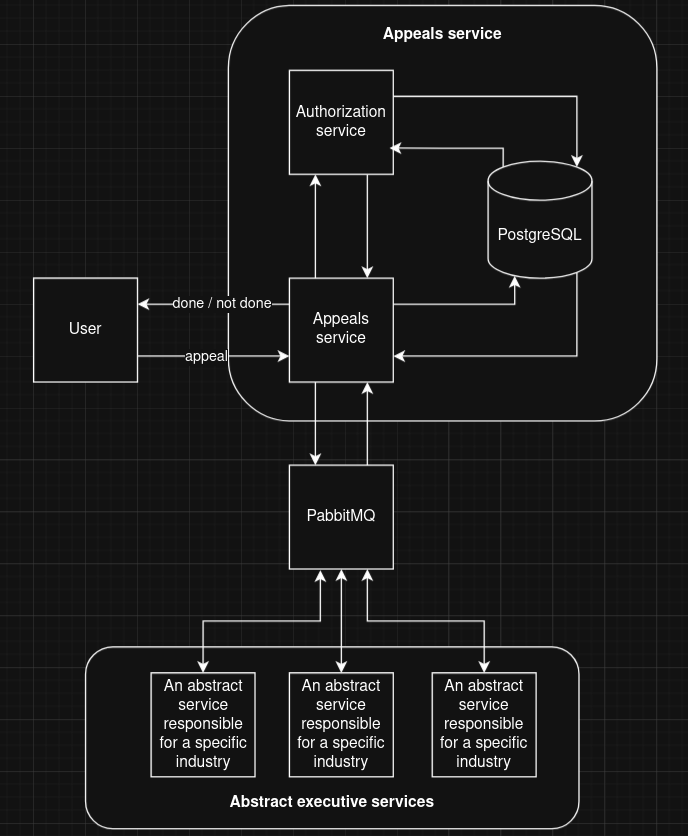 Appeals service
Authorization
service
PostgreSQL
done / not done
User
Appeals
service
appeal
PabbitMQ
An abstract
service
responsible
for a specific
industry
An abstract
service
responsible
for a specific
industry
An abstract
service
responsible
for a specific
industry
Abstract executive services